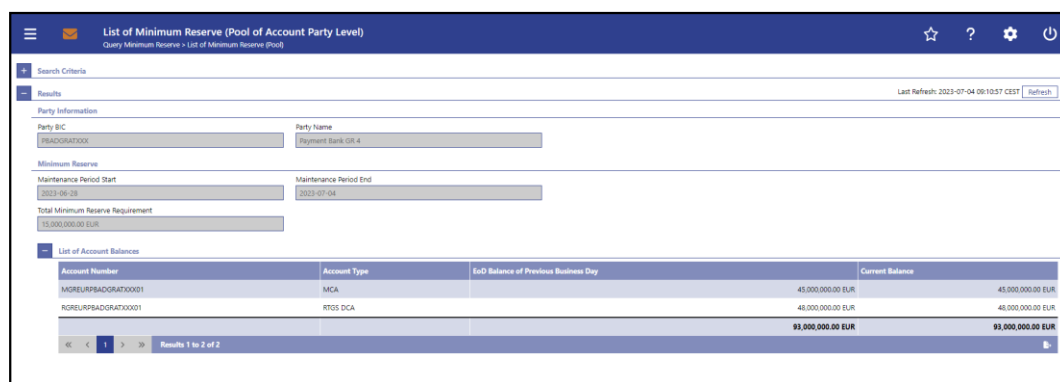 List of Minimum Reserve (Pool of Account Party Level)
Query Minimum Reserve > List of Minimum Reserve (Pool)
Search Criteria
Results Last Refresh: 2023-07-04 09:10:57 CEST Refresh
Party Information
Party BIC Party Name
PBADGRATXXX Payment Bank GR 4
Minimum Reserve
Maintenance Period Start Maintenance Period End
2023-06-28 2023-07-04
Total Minimum Reserve Requirement
15,000,000.00 EUR
List of Account Balances
Account Number Account Type EoD Balance of Previous Business Day Current Balance
MGREURPBADGRATXXX01 MCA 45,000,000.00 EUR 45,000,000.00 EUR
RGREURPBADGRATXXX01 RTGS DCA 48,000,000.00 EUR 48,000,000.00 EUR
93,000,000.00 EUR 93,000,000.00 EUR
« < 1 > » Results 1 to 2 of 2